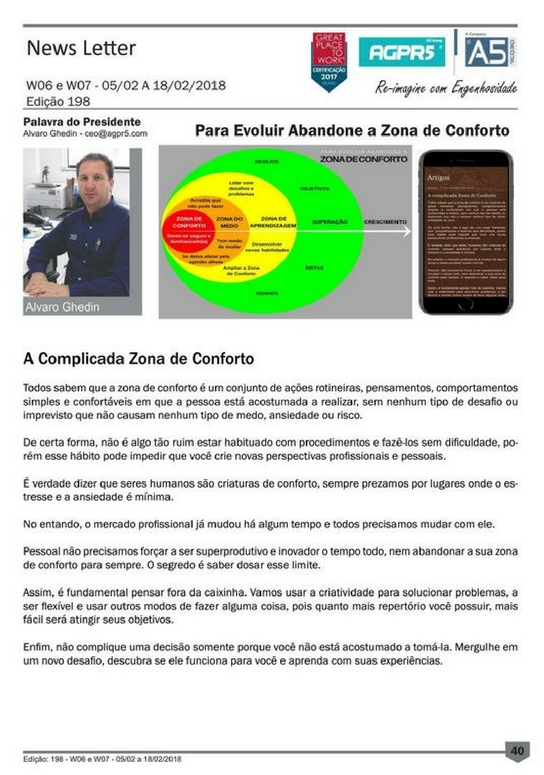 News Letter
GREAT
PLACE
TO
WORK®
CERTIFICAÇÃO
2017
AGPR5
A5
W06 e W07 - 05/02 A 18/02/2018
Edição 198
Re-imagine com Engenhosidade
Palavra do Presidente
Alvaro Ghedin - ceo@agpr5.com
Para Evoluir Abandone a Zona de Conforto
Alvaro Ghedin
PARA EVOLUIR ABANDONE A
ZONA DE CONFORTO
DESEJOS
Lidar com
desafios e
problemas
OBJETIVOS
Acredita que
não pode fazer
ZONA DE
CONFORTO
ZONA DO
MEDO
ZONA DE
APRENDIZAGEM
SUPERAÇÃO
CRESCIMENTO
Sente-se seguro e
familiarizado(a)
Tem medo
de mudar
Desenvolver
novas habilidades
Se deixa afetar pela
opinião alheia
Ampliar a Zona
de Conforto
METAS
SONHOS
Artigos
A complicada Zona de Conforto
A Complicada Zona de Conforto
Todos sabem que a zona de conforto é um conjunto de ações rotineiras, pensamentos, comportamentos
simples e confortáveis em que a pessoa está acostumada a realizar, sem nenhum tipo de desafio ou
imprevisto que não causam nenhum tipo de medo, ansiedade ou risco.
De certa forma, não é algo tão ruim estar habituado com procedimentos e fazê-los sem dificuldade, po-
rém esse hábito pode impedir que você crie novas perspectivas profissionais e pessoais.
É verdade dizer que seres humanos são criaturas de conforto, sempre prezamos por lugares onde o es-
tresse e a ansiedade é mínima.
No entando, o mercado profissional já mudou há algum tempo e todos precisamos mudar com ele.
Pessoal não precisamos forçar a ser superprodutivo e inovador o tempo todo, nem abandonar a sua zona
de conforto para sempre. O segredo é saber dosar esse limite.
Assim, é fundamental pensar fora da caixinha. Vamos usar a criatividade para solucionar problemas, a
ser flexível e usar outros modos de fazer alguma coisa, pois quanto mais repertório você possuir, mais
fácil será atingir seus objetivos.
Enfim, não complique uma decisão somente porque você não está acostumado a tomá-la. Mergulhe em
um novo desafio, descubra se ele funciona para você e aprenda com suas experiências.
Edição: 198 - W06 e W07 - 05/02 a 18/02/2018
40